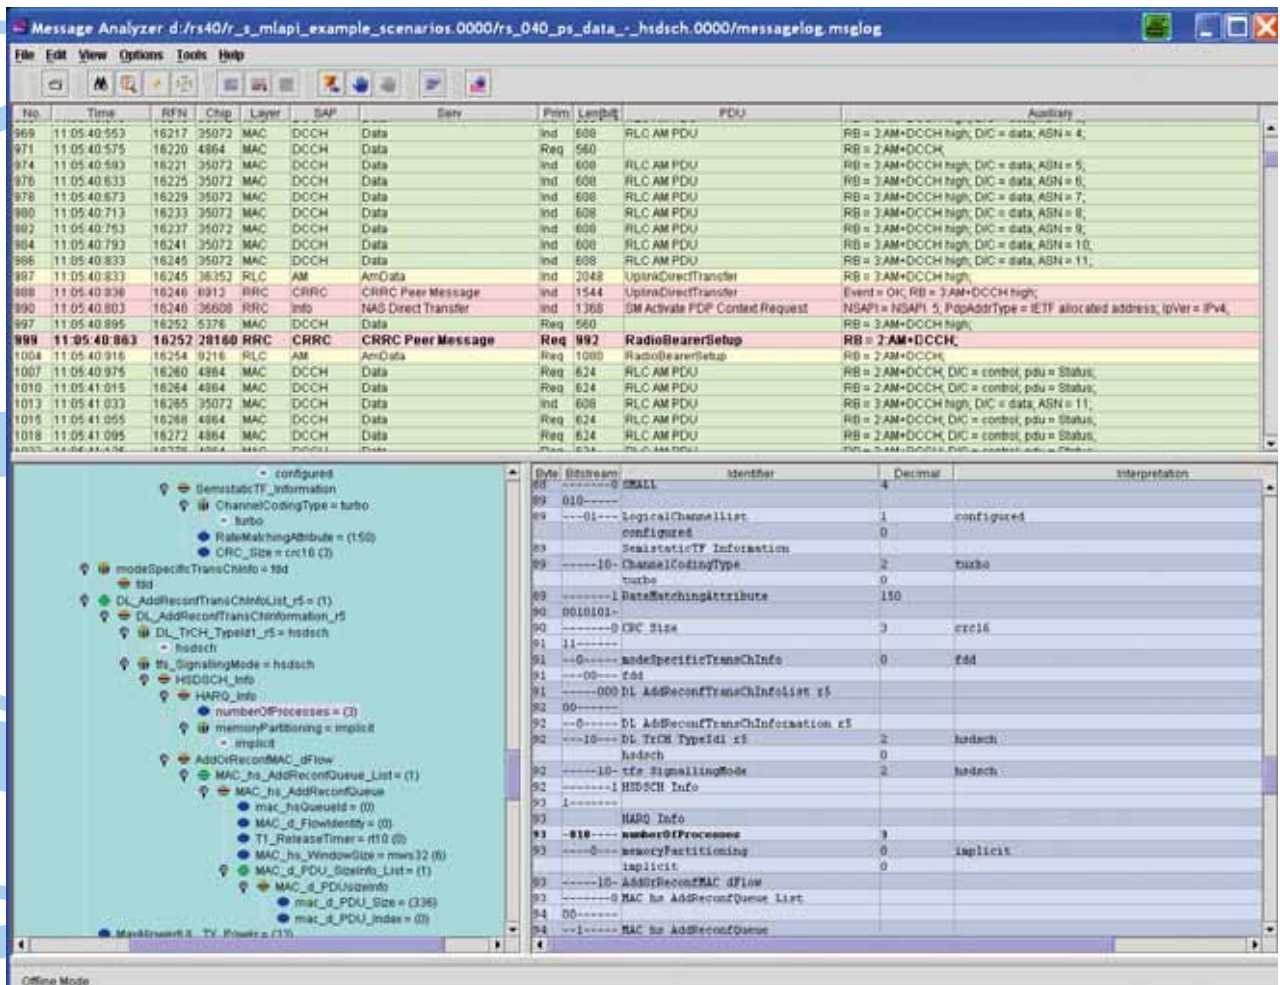 Message Analyzer d:/rs40/r_s_mlapi_example_scenarios.0000/rs_040_ps_data_-_hsdsch.0000/messagelog.msglog
File Edit View Options Tools Help
No. Time RFN Chip Layer SAP Serv Prim Len[bit] PDU Auxiliary
969 11:05:40:553 16217 35072 MAC DCCH Data Ind 608 RLC AM PDU RB = 3:AM+DCCH high; D/C = data; ASN = 4;
971 11:05:40:575 16220 4864 MAC DCCH Data Req 560 RB = 3:AM+DCCH;
974 11:05:40:593 16221 35072 MAC DCCH Data Ind 608 RLC AM PDU RB = 3:AM+DCCH high; D/C = data; ASN = 5;
976 11:05:40:633 16225 35072 MAC DCCH Data Ind 608 RLC AM PDU RB = 3:AM+DCCH high; D/C = data; ASN = 6;
978 11:05:40:673 16229 35072 MAC DCCH Data Ind 608 RLC AM PDU RB = 3:AM+DCCH high; D/C = data; ASN = 7;
980 11:05:40:713 16233 35072 MAC DCCH Data Ind 608 RLC AM PDU RB = 3:AM+DCCH high; D/C = data; ASN = 8;
982 11:05:40:753 16237 35072 MAC DCCH Data Ind 608 RLC AM PDU RB = 3:AM+DCCH high; D/C = data; ASN = 9;
984 11:05:40:793 16241 35072 MAC DCCH Data Ind 608 RLC AM PDU RB = 3:AM+DCCH high; D/C = data; ASN = 10;
986 11:05:40:833 16245 35072 MAC DCCH Data Ind 608 RLC AM PDU RB = 3:AM+DCCH high; D/C = data; ASN = 11;
987 11:05:40:833 16245 36352 RLC AM AmData Ind 2048 UplinkDirectTransfer RB = 3:AM+DCCH high;
988 11:05:40:836 16246 6912 RRC CRRC CRRC Peer Message Ind 1544 UplinkDirectTransfer Event = OK; RB = 3:AM+DCCH high;
990 11:05:40:803 16246 36608 RRC Info NAS Direct Transfer Ind 1368 SM Activate PDP Context Request NSAPI = NSAPI 5; PdpAddrType = IETF allocated address; IpVer = IPv4;
997 11:05:40:895 16252 5376 MAC DCCH Data Req 560 RB = 3:AM+DCCH high;
999 11:05:40:863 16252 28160 RRC CRRC CRRC Peer Message Req 992 RadioBearerSetup RB = 2:AM+DCCH;
1004 11:05:40:916 16254 9216 RLC AM AmData Req 1000 RadioBearerSetup RB = 2:AM+DCCH;
1007 11:05:40:975 16260 4864 MAC DCCH Data Req 624 RLC AM PDU RB = 2:AM+DCCH; D/C = control; pdu = Status;
1010 11:05:41:015 16264 4864 MAC DCCH Data Req 624 RLC AM PDU RB = 2:AM+DCCH; D/C = control; pdu = Status;
1013 11:05:41:033 16265 35072 MAC DCCH Data Ind 608 RLC AM PDU RB = 3:AM+DCCH high; D/C = data; ASN = 11;
1015 11:05:41:055 16268 4864 MAC DCCH Data Req 624 RLC AM PDU RB = 2:AM+DCCH; D/C = control; pdu = Status;
1018 11:05:41:095 16272 4864 MAC DCCH Data Req 624 RLC AM PDU RB = 2:AM+DCCH; D/C = control; pdu = Status;
configured
SemistaticTF_Information
ChannelCodingType = turbo
turbo
RateMatchingAttribute = (150)
CRC_Size = crc16 (3)
modeSpecificTransChInfo = fdd
fdd
DL_AddReconfTransChInfoList_r5 = (1)
DL_AddReconfTransChInformation_r5
DL_TrCH_TypeId1_r5 = hsdsch
hsdsch
tfs_SignallingMode = hsdsch
HSDSCH_Info
HARQ_Info
numberOfProcesses = (3)
memoryPartitioning = implicit
implicit
AddOrReconfMAC_dFlow
MAC_hs_AddReconfQueue_List = (1)
MAC_hs_AddReconfQueue
mac_hsQueueId = (0)
MAC_d_FlowIdentity = (0)
T1_ReleaseTimer = rt10 (0)
MAC_hs_WindowSize = mws32 (6)
MAC_d_PDU_SizeInfo_List = (1)
MAC_d_PDUsizeInfo
mac_d_PDU_Size = (336)
mac_d_PDU_Index = (0)
Byte Bitstream Identifier Decimal Interpretation
88 -------0 SMALL 4
89 010-----
89 ---01--- LogicalChannelList 1 configured
configured 0
89 SemistaticTF Information
89 -----10- ChannelCodingType 2 turbo
turbo 0
89 -------1 RateMatchingAttribute 150
90 0010101-
90 -------0 CRC Size 3 crc16
91 11------
91 --0----- modeSpecificTransChInfo 0 fdd
91 ---00--- fdd
91 -----000 DL AddReconfTransChInfoList r5
92 00------
92 --0----- DL AddReconfTransChInformation r5
92 ---10--- DL TrCH TypeId1 r5 2 hsdsch
hsdsch 0
92 -----10- tfs SignallingMode 2 hsdsch
92 -------1 HSDSCH Info
93 1-------
93 HARQ Info
93 -010---- numberOfProcesses 3
93 ----0--- memoryPartitioning 0 implicit
implicit 0
93 -----10- AddOrReconfMAC dFlow
93 -------0 MAC hs AddReconfQueue List
94 00------
94 --1----- MAC hs AddReconfQueue
Offline Mode